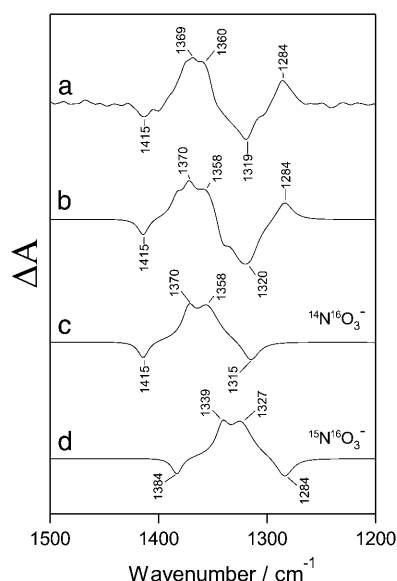 1369 1360 1284
a
1415 1319
1370 1358 1284
b
1415 1320
1370 1358
c ¹⁴N¹⁶O₃⁻
1415 1315
1339 1327
d ¹⁵N¹⁶O₃⁻
1384 1284
ΔA
1500 1400 1300 1200
Wavenumber / cm⁻¹